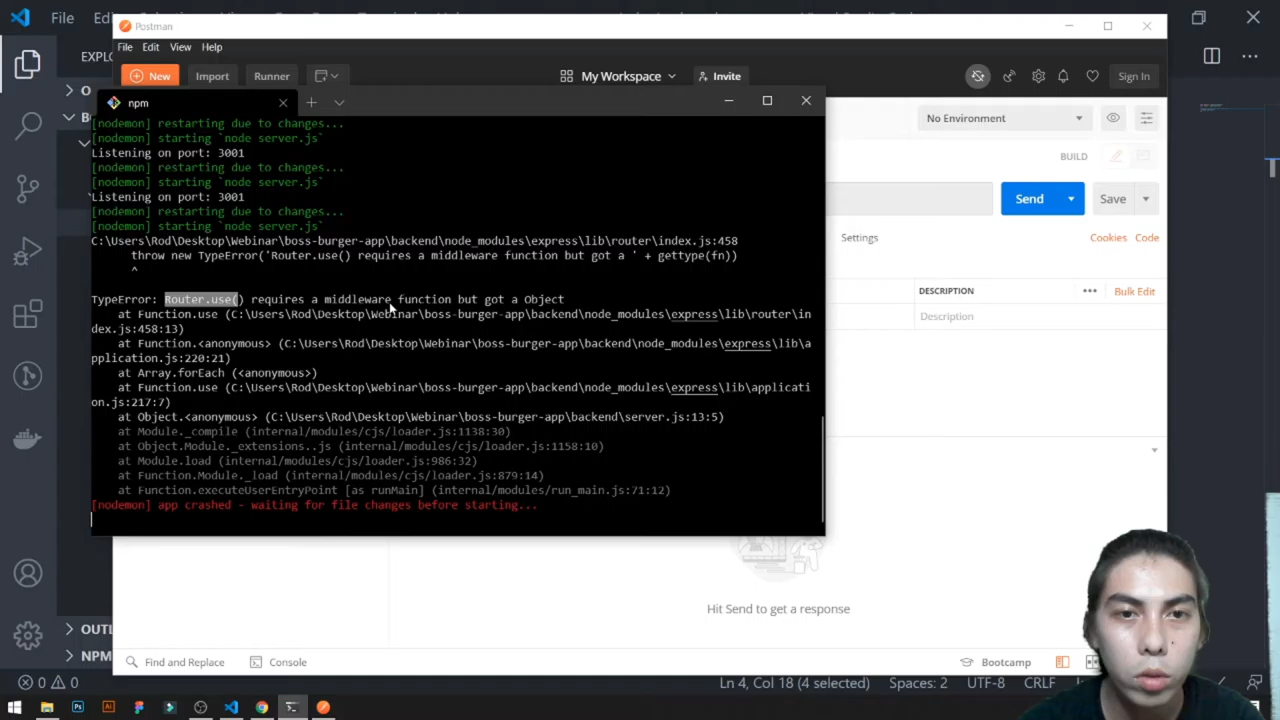 File
Postman
File Edit View Help
New
Import
Runner
My Workspace
Invite
Sign In
npm
No Environment
BUILD
Send
Save
Settings
Cookies
Code
DESCRIPTION
Bulk Edit
Description
[nodemon] restarting due to changes...
[nodemon] starting `node server.js`
Listening on port: 3001
[nodemon] restarting due to changes...
[nodemon] starting `node server.js`
Listening on port: 3001
[nodemon] restarting due to changes...
[nodemon] starting `node server.js`
C:\Users\Rod\Desktop\Webinar\boss-burger-app\backend\node_modules\express\lib\router\index.js:458
throw new TypeError('Router.use() requires a middleware function but got a ' + gettype(fn))
^
TypeError: Router.use() requires a middleware function but got a Object
at Function.use (C:\Users\Rod\Desktop\Webinar\boss-burger-app\backend\node_modules\express\lib\router\in
dex.js:458:13)
at Function.<anonymous> (C:\Users\Rod\Desktop\Webinar\boss-burger-app\backend\node_modules\express\lib\a
pplication.js:220:21)
at Array.forEach (<anonymous>)
at Function.use (C:\Users\Rod\Desktop\Webinar\boss-burger-app\backend\node_modules\express\lib\applicati
on.js:217:7)
at Object.<anonymous> (C:\Users\Rod\Desktop\Webinar\boss-burger-app\backend\server.js:13:5)
at Module._compile (internal/modules/cjs/loader.js:1138:30)
at Object.Module._extensions..js (internal/modules/cjs/loader.js:1158:10)
at Module.load (internal/modules/cjs/loader.js:986:32)
at Function.Module._load (internal/modules/cjs/loader.js:879:14)
at Function.executeUserEntryPoint [as runMain] (internal/modules/run_main.js:71:12)
[nodemon] app crashed - waiting for file changes before starting...
Hit Send to get a response
Find and Replace
Console
Bootcamp
OUTL
NPM
0 0
Ln 4, Col 18 (4 selected) Spaces: 2 UTF-8 CRLF